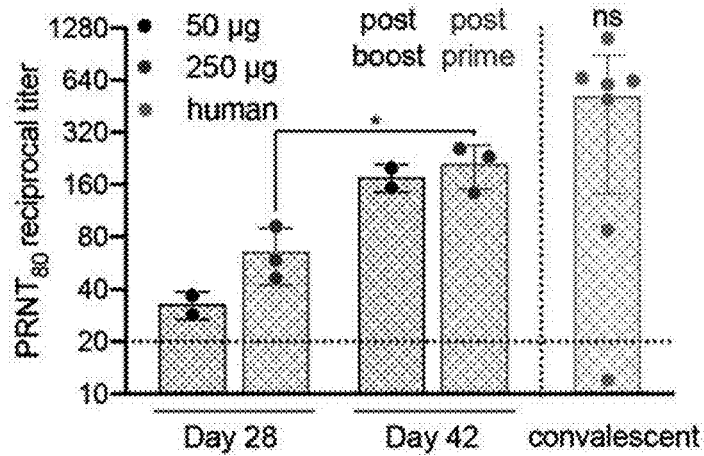 PRNT80 reciprocal titer
1280
640
320
160
80
40
20
10
50 µg
250 µg
human
post
boost
post
prime
ns
*
Day 28
Day 42
convalescent